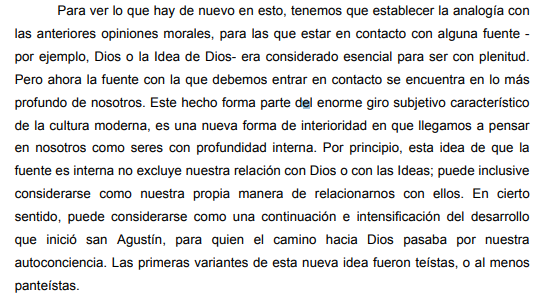 Para ver lo que hay de nuevo en esto, tenemos que establecer la analogía con
las anteriores opiniones morales, para las que estar en contacto con alguna fuente -
por ejemplo, Dios o la Idea de Dios- era considerado esencial para ser con plenitud.
Pero ahora la fuente con la que debemos entrar en contacto se encuentra en lo más
profundo de nosotros. Este hecho forma parte del enorme giro subjetivo característico
de la cultura moderna, es una nueva forma de interioridad en que llegamos a pensar
en nosotros como seres con profundidad interna. Por principio, esta idea de que la
fuente es interna no excluye nuestra relación con Dios o con las Ideas; puede inclusive
considerarse como nuestra propia manera de relacionarnos con ellos. En cierto
sentido, puede considerarse como una continuación e intensificación del desarrollo
que inició san Agustín, para quien el camino hacia Dios pasaba por nuestra
autoconciencia. Las primeras variantes de esta nueva idea fueron teístas, o al menos
panteístas.